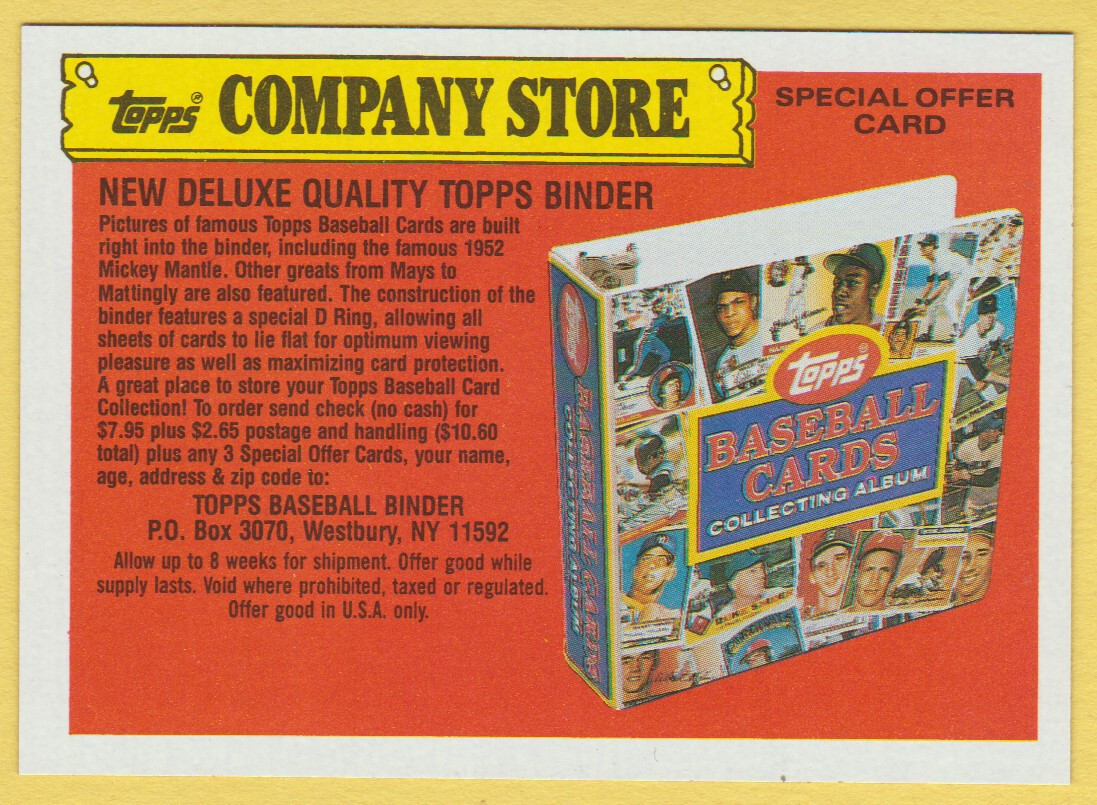 Topps® COMPANY STORE
SPECIAL OFFER
CARD
NEW DELUXE QUALITY TOPPS BINDER
Pictures of famous Topps Baseball Cards are built
right into the binder, including the famous 1952
Mickey Mantle. Other greats from Mays to
Mattingly are also featured. The construction of the
binder features a special D Ring, allowing all
sheets of cards to lie flat for optimum viewing
pleasure as well as maximizing card protection.
A great place to store your Topps Baseball Card
Collection! To order send check (no cash) for
$7.95 plus $2.65 postage and handling ($10.60
total) plus any 3 Special Offer Cards, your name,
age, address & zip code to:
TOPPS BASEBALL BINDER
P.O. Box 3070, Westbury, NY 11592
Allow up to 8 weeks for shipment. Offer good while
supply lasts. Void where prohibited, taxed or regulated.
Offer good in U.S.A. only.
Topps®
BASEBALL
CARDS
COLLECTING ALBUM
BASEBALL CARDS
COLLECTING ALBUM